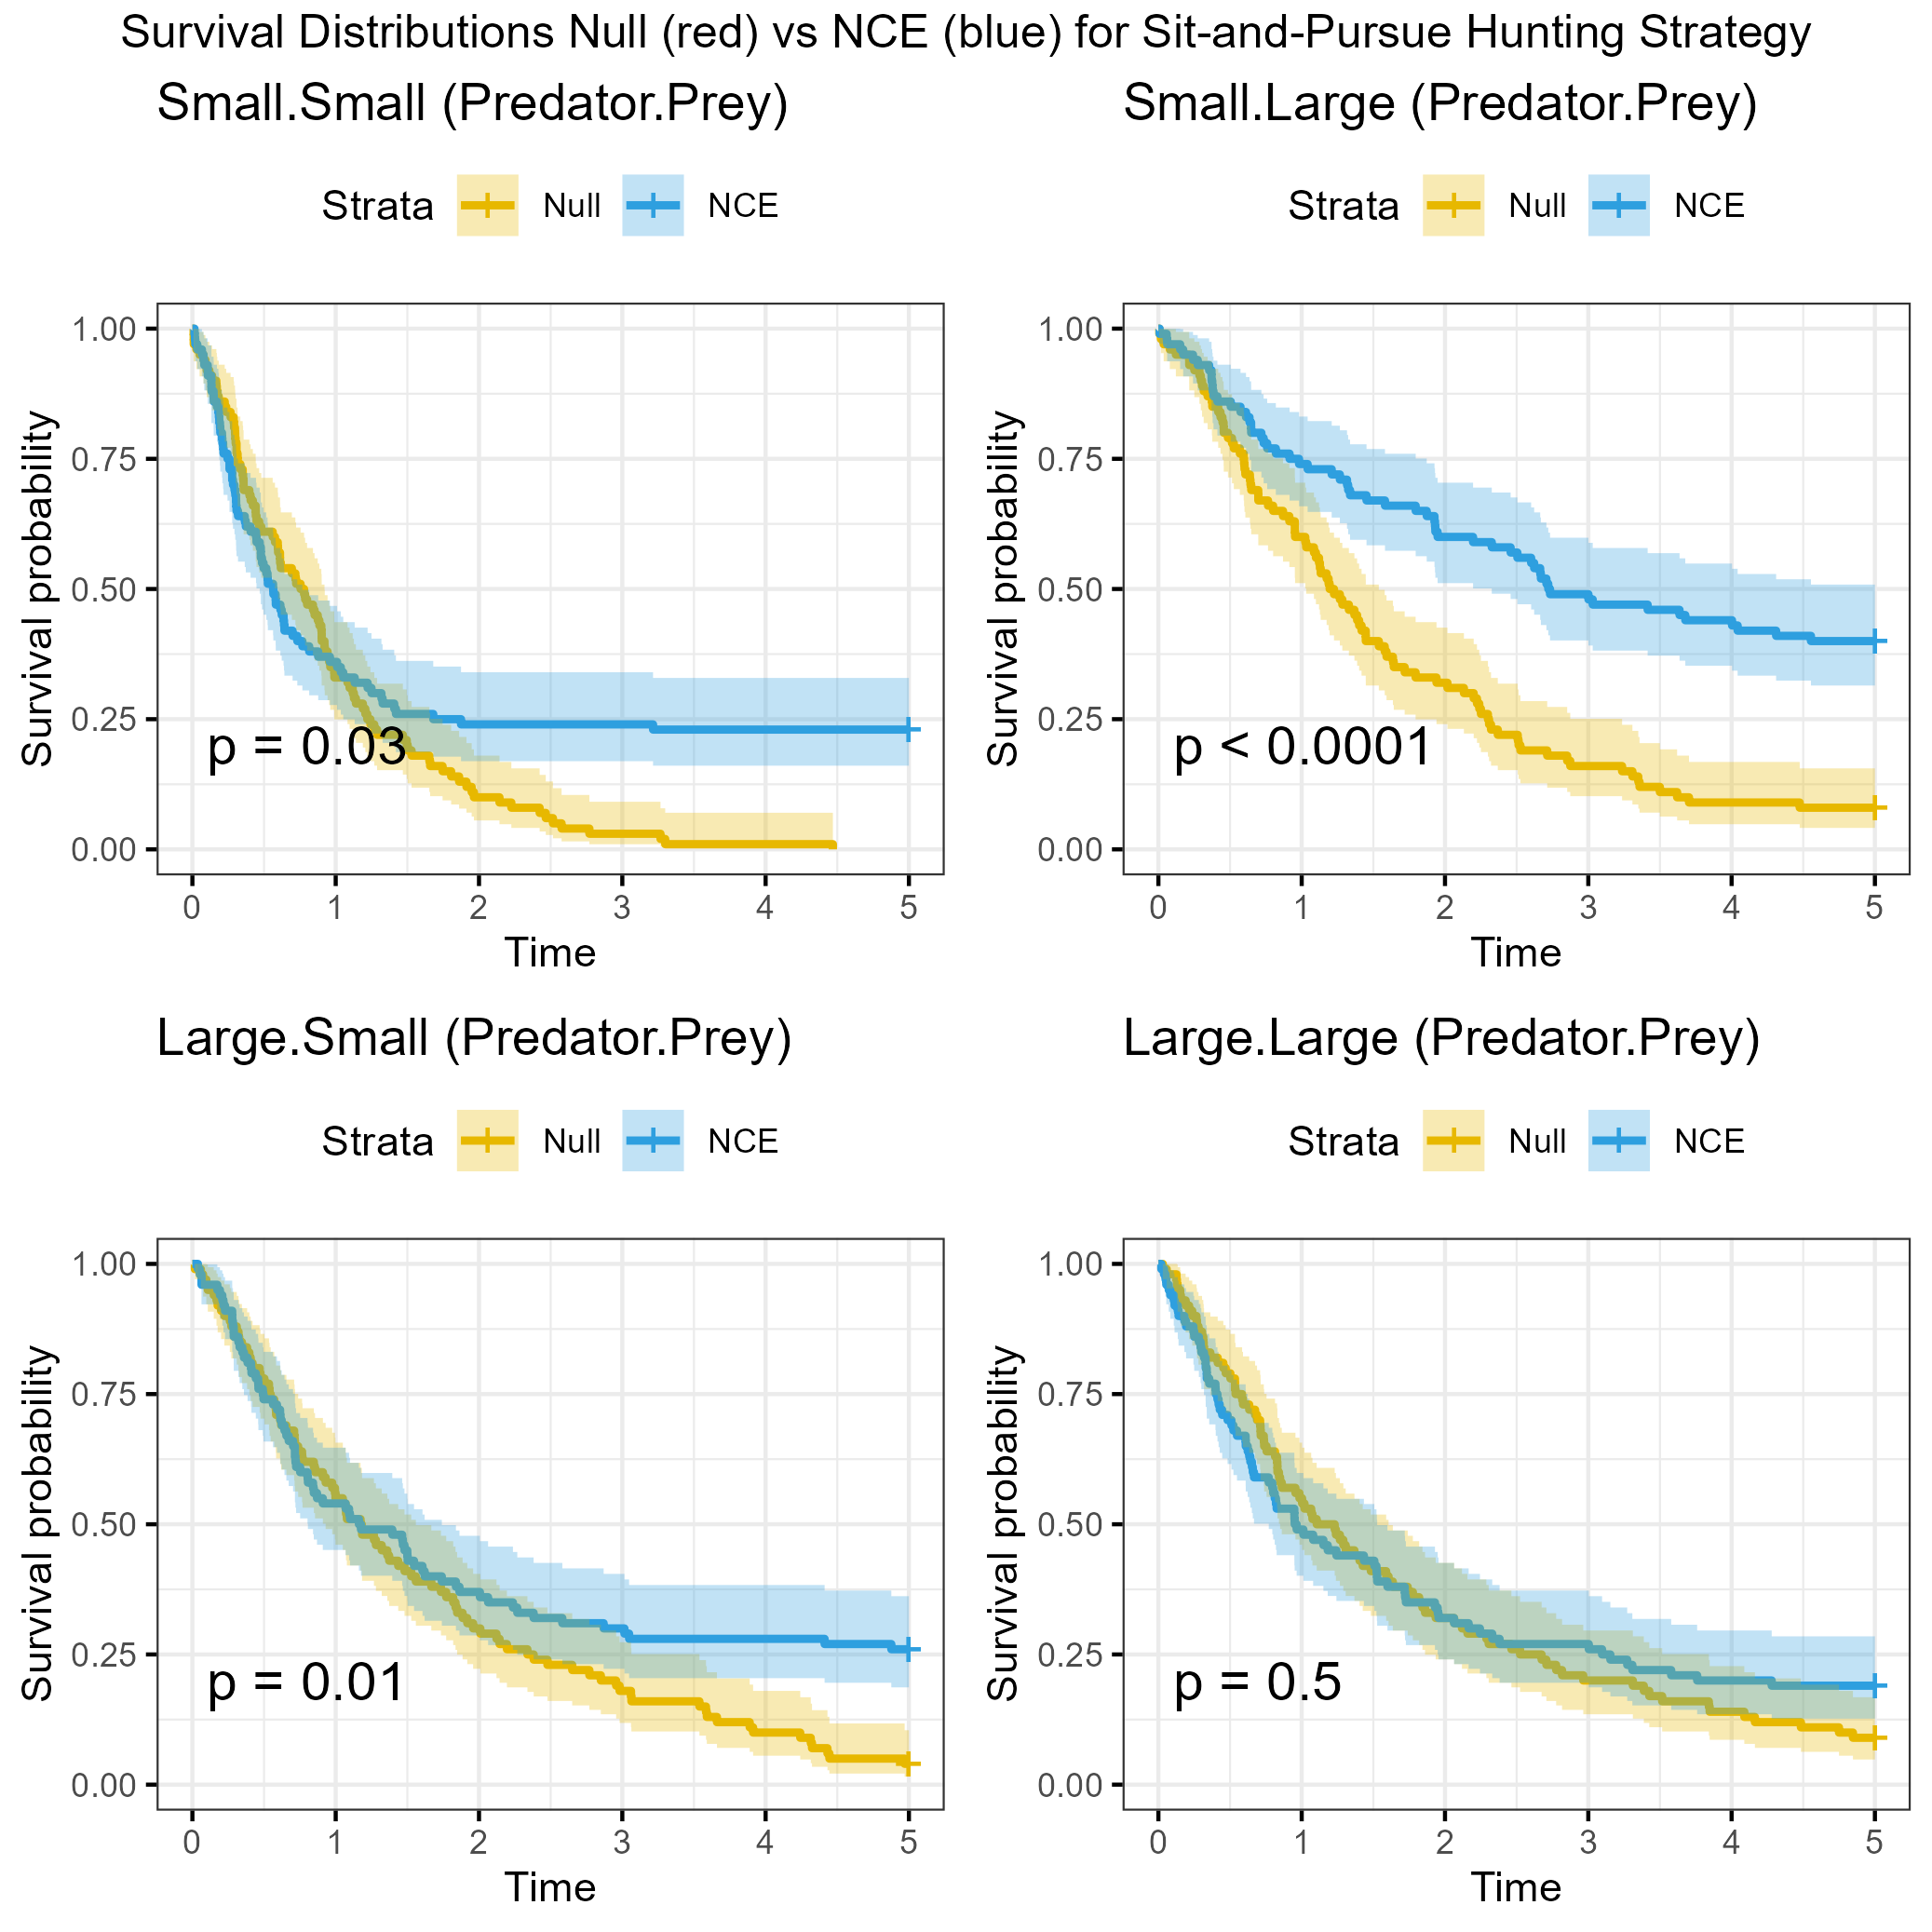 Survival Distributions Null (red) vs NCE (blue) for Sit-and-Pursue Hunting Strategy
Small.Small (Predator.Prey)
Strata Null NCE
Survival probability
1.00
0.75
0.50
0.25
0.00
p = 0.03
0 1 2 3 4 5
Time
Small.Large (Predator.Prey)
Strata Null NCE
Survival probability
1.00
0.75
0.50
0.25
0.00
p < 0.0001
0 1 2 3 4 5
Time
Large.Small (Predator.Prey)
Strata Null NCE
Survival probability
1.00
0.75
0.50
0.25
0.00
p = 0.01
0 1 2 3 4 5
Time
Large.Large (Predator.Prey)
Strata Null NCE
Survival probability
1.00
0.75
0.50
0.25
0.00
p = 0.5
0 1 2 3 4 5
Time